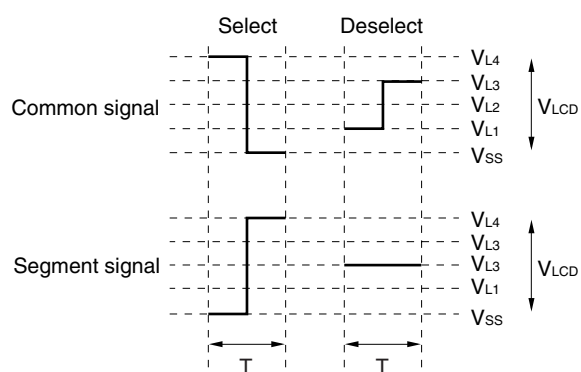 Select Deselect
VL4
VL3
Common signal VL2 VLCD
VL1
VSS
VL4
VL3
Segment signal VL3 VLCD
VL1
VSS
T T